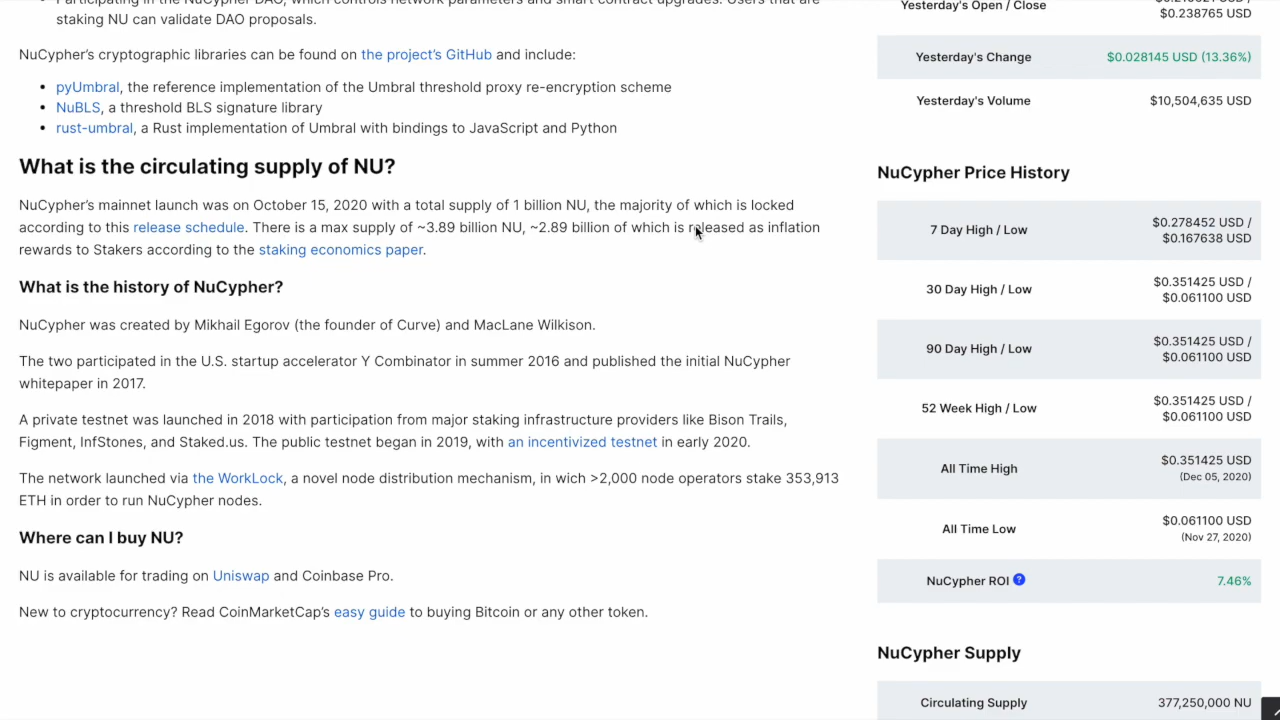 staking NU can validate DAO proposals.
NuCypher’s cryptographic libraries can be found on the project’s GitHub and include:
• pyUmbral, the reference implementation of the Umbral threshold proxy re-encryption scheme
• NuBLS, a threshold BLS signature library
• rust-umbral, a Rust implementation of Umbral with bindings to JavaScript and Python
What is the circulating supply of NU?
NuCypher’s mainnet launch was on October 15, 2020 with a total supply of 1 billion NU, the majority of which is locked
according to this release schedule. There is a max supply of ~3.89 billion NU, ~2.89 billion of which is released as inflation
rewards to Stakers according to the staking economics paper.
What is the history of NuCypher?
NuCypher was created by Mikhail Egorov (the founder of Curve) and MacLane Wilkison.
The two participated in the U.S. startup accelerator Y Combinator in summer 2016 and published the initial NuCypher
whitepaper in 2017.
A private testnet was launched in 2018 with participation from major staking infrastructure providers like Bison Trails,
Figment, InfStones, and Staked.us. The public testnet began in 2019, with an incentivized testnet in early 2020.
The network launched via the WorkLock, a novel node distribution mechanism, in wich >2,000 node operators stake 353,913
ETH in order to run NuCypher nodes.
Where can I buy NU?
NU is available for trading on Uniswap and Coinbase Pro.
New to cryptocurrency? Read CoinMarketCap’s easy guide to buying Bitcoin or any other token.
Yesterday's Open / Close
$0.238765 USD
Yesterday's Change $0.028145 USD (13.36%)
Yesterday's Volume $10,504,635 USD
NuCypher Price History
7 Day High / Low $0.278452 USD /
$0.167638 USD
30 Day High / Low $0.351425 USD /
$0.061100 USD
90 Day High / Low $0.351425 USD /
$0.061100 USD
52 Week High / Low $0.351425 USD /
$0.061100 USD
All Time High $0.351425 USD
(Dec 05, 2020)
All Time Low $0.061100 USD
(Nov 27, 2020)
NuCypher ROI ? 7.46%
NuCypher Supply
Circulating Supply 377,250,000 NU